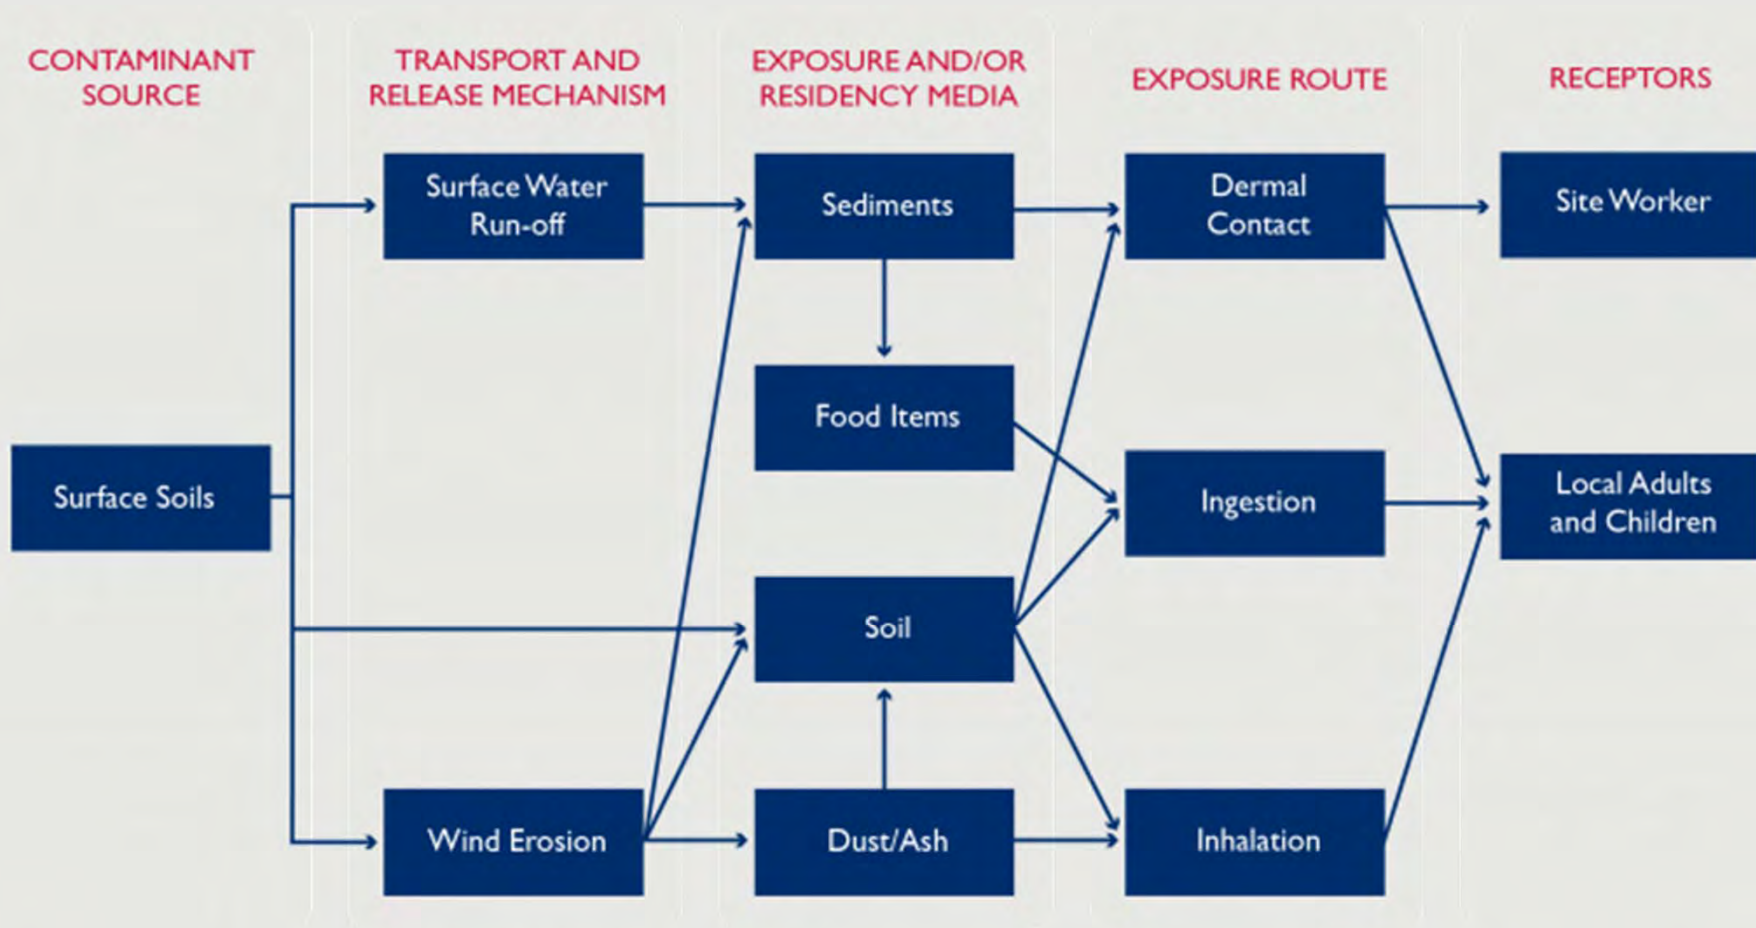 CONTAMINANT
SOURCE
TRANSPORT AND
RELEASE MECHANISM
EXPOSURE AND/OR
RESIDENCY MEDIA
EXPOSURE ROUTE
RECEPTORS
Surface Water
Run-off
Sediments
Dermal
Contact
Site Worker
Food Items
Surface Soils
Ingestion
Local Adults
and Children
Soil
Wind Erosion
Dust/Ash
Inhalation